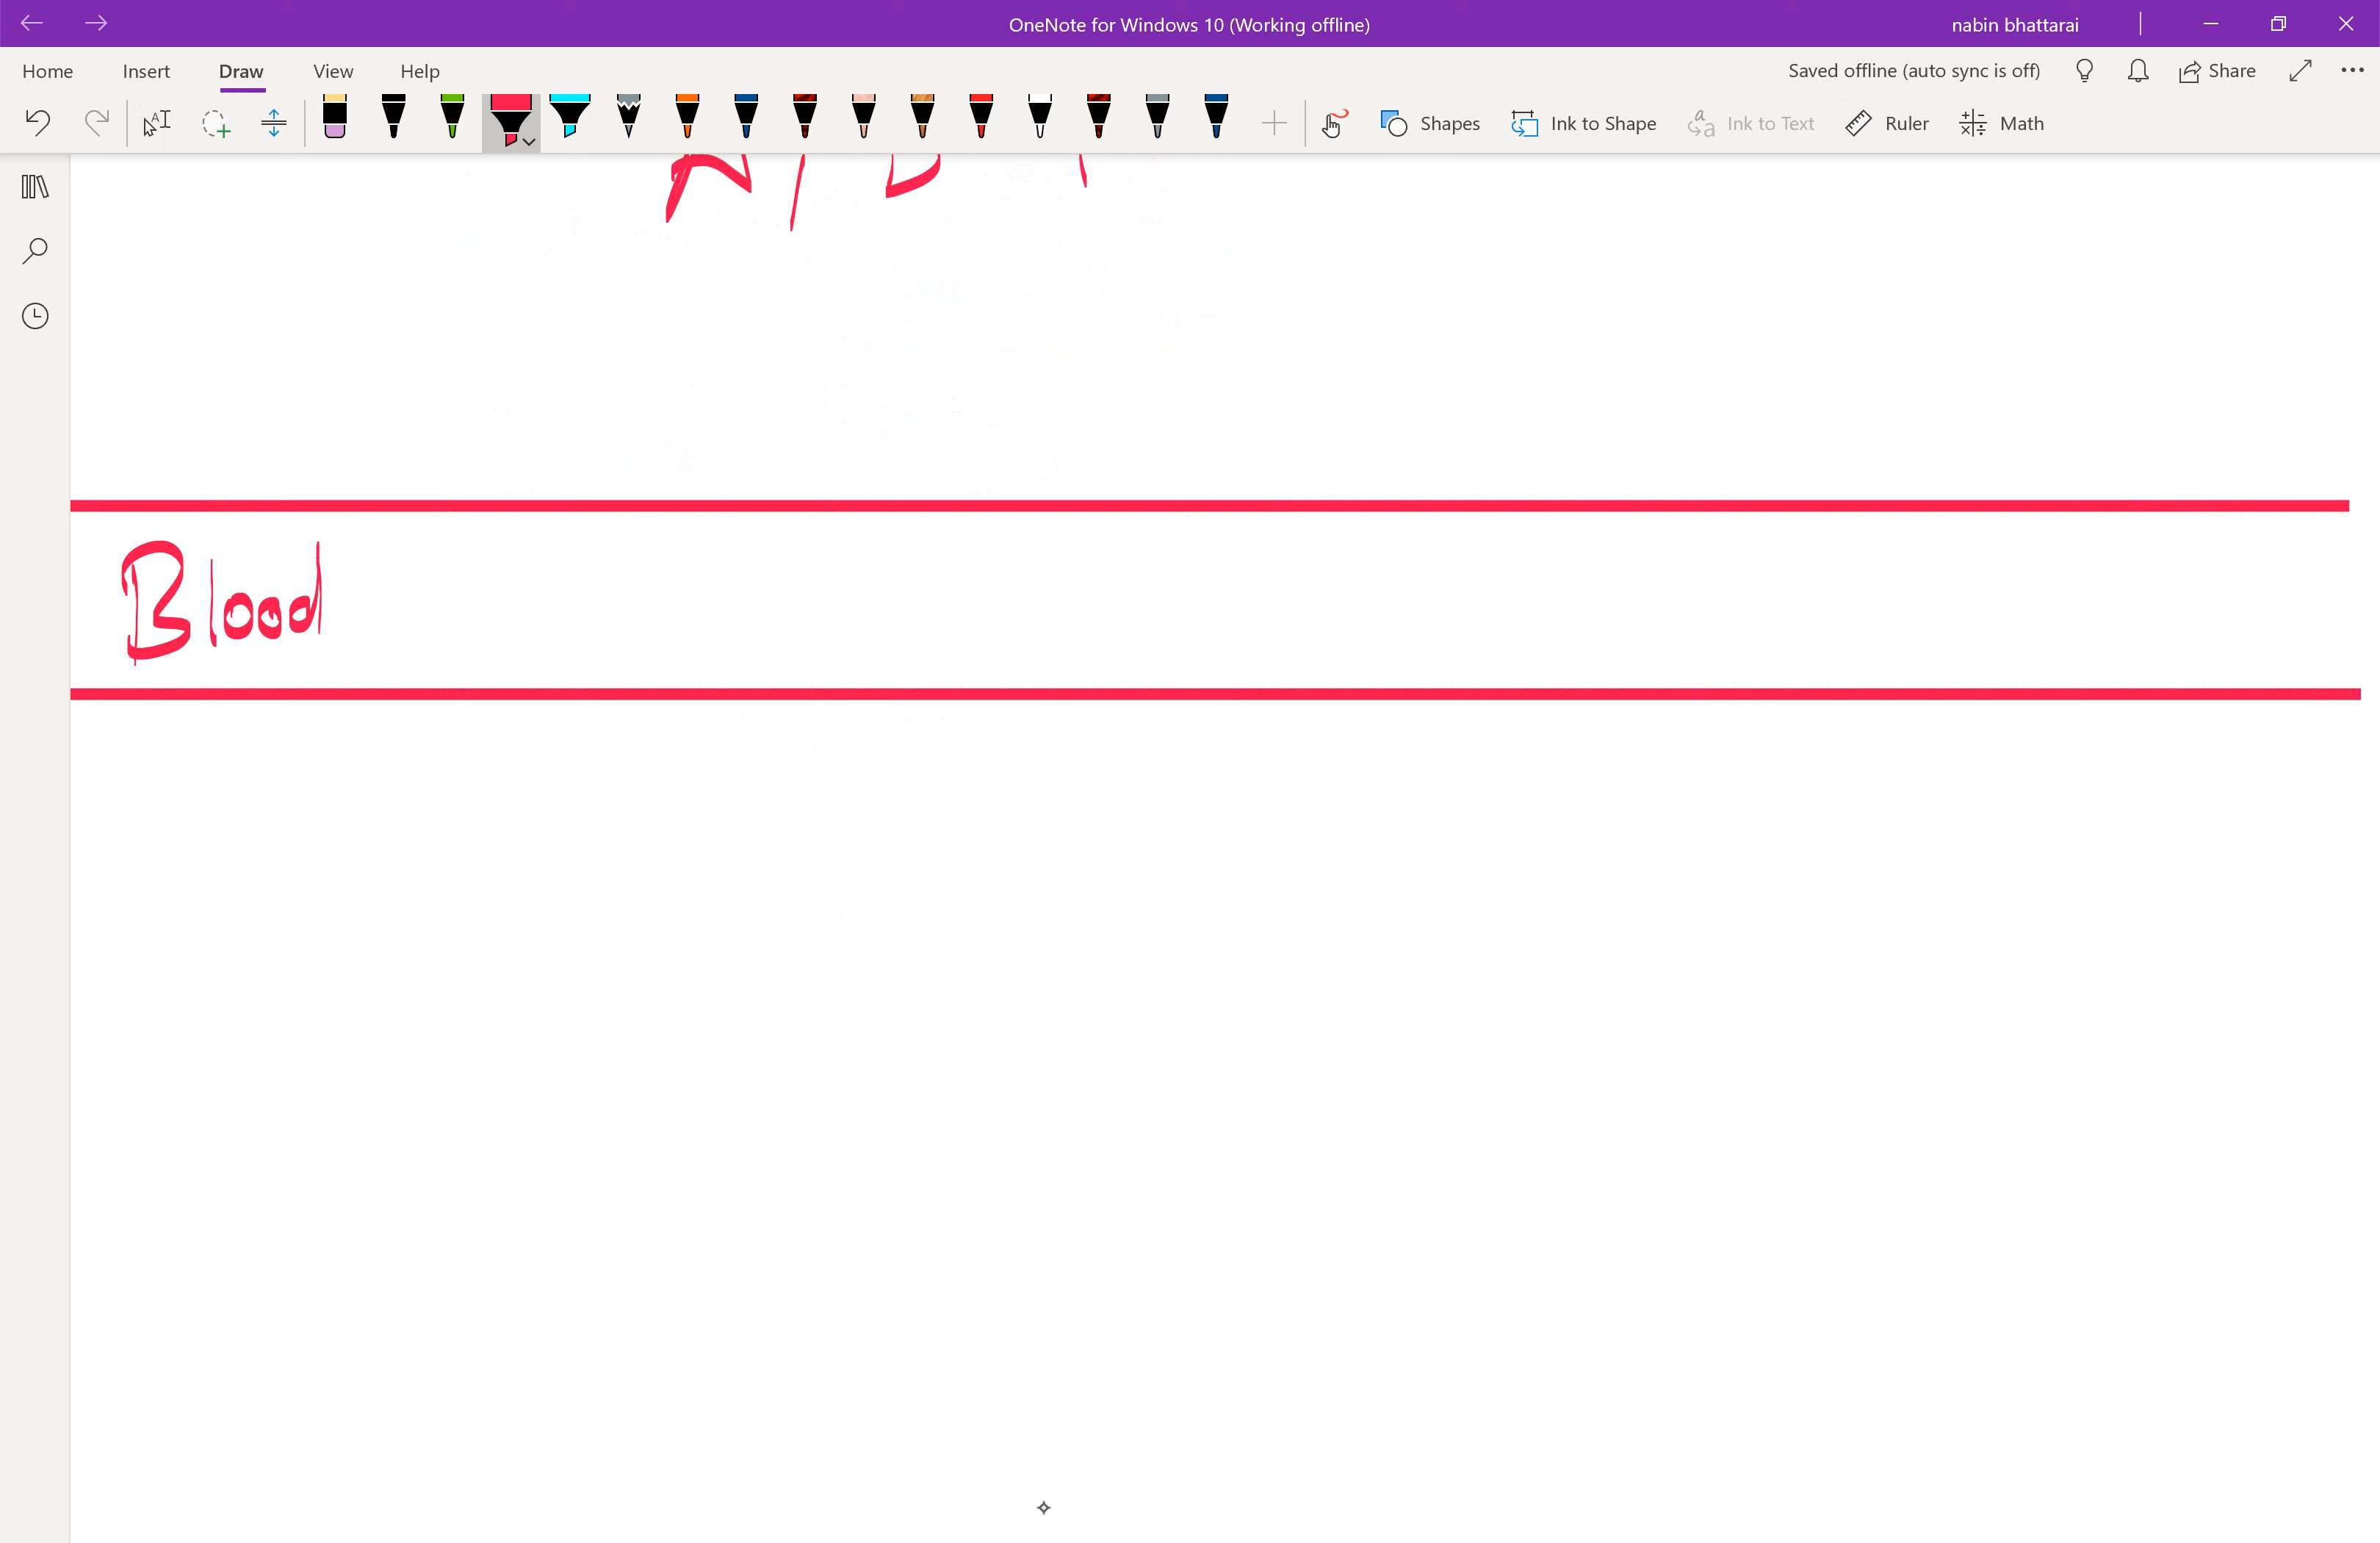 OneNote for Windows 10 (Working offline)
nabin bhattarai
Home Insert Draw View Help
Saved offline (auto sync is off) Share
Shapes Ink to Shape Ink to Text Ruler Math
Blood